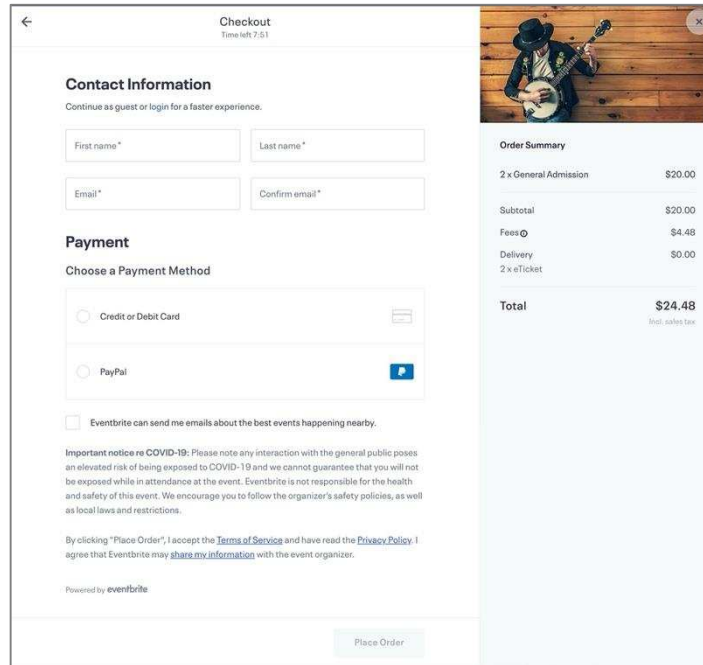 Checkout
Time left 7:51
Contact Information
Continue as guest or login for a faster experience.
First name*
Last name*
Email*
Confirm email*
Payment
Choose a Payment Method
Credit or Debit Card
PayPal
Eventbrite can send me emails about the best events happening nearby.
Important notice re COVID-19: Please note any interaction with the general public poses
an elevated risk of being exposed to COVID-19 and we cannot guarantee that you will not
be exposed while in attendance at the event. Eventbrite is not responsible for the health
and safety of this event. We encourage you to follow the organizer's safety policies, as well
as local laws and restrictions.
By clicking "Place Order", I accept the Terms of Service and have read the Privacy Policy. I
agree that Eventbrite may share my information with the event organizer.
Powered by eventbrite
Place Order
Order Summary
2 x General Admission $20.00
Subtotal $20.00
Fees $4.48
Delivery $0.00
2 x eTicket
Total $24.48
Incl. sales tax